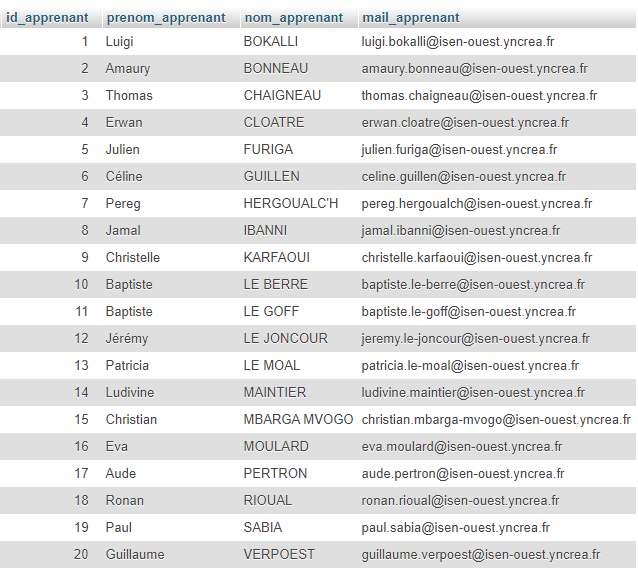 id_apprenant prenom_apprenant nom_apprenant mail_apprenant
1 Luigi BOKALLI luigi.bokalli@isen-ouest.yncrea.fr
2 Amaury BONNEAU amaury.bonneau@isen-ouest.yncrea.fr
3 Thomas CHAIGNEAU thomas.chaigneau@isen-ouest.yncrea.fr
4 Erwan CLOATRE erwan.cloatre@isen-ouest.yncrea.fr
5 Julien FURIGA julien.furiga@isen-ouest.yncrea.fr
6 Céline GUILLEN celine.guillen@isen-ouest.yncrea.fr
7 Pereg HERGOUALC'H pereg.hergoualch@isen-ouest.yncrea.fr
8 Jamal IBANNI jamal.ibanni@isen-ouest.yncrea.fr
9 Christelle KARFAOUI christelle.karfaoui@isen-ouest.yncrea.fr
10 Baptiste LE BERRE baptiste.le-berre@isen-ouest.yncrea.fr
11 Baptiste LE GOFF baptiste.le-goff@isen-ouest.yncrea.fr
12 Jérémy LE JONCOUR jeremy.le-joncour@isen-ouest.yncrea.fr
13 Patricia LE MOAL patricia.le-moal@isen-ouest.yncrea.fr
14 Ludivine MAINTIER ludivine.maintier@isen-ouest.yncrea.fr
15 Christian MBARGA MVOGO christian.mbarga-mvogo@isen-ouest.yncrea.fr
16 Eva MOULARD eva.moulard@isen-ouest.yncrea.fr
17 Aude PERTRON aude.pertron@isen-ouest.yncrea.fr
18 Ronan RIOUAL ronan.rioual@isen-ouest.yncrea.fr
19 Paul SABIA paul.sabia@isen-ouest.yncrea.fr
20 Guillaume VERPOEST guillaume.verpoest@isen-ouest.yncrea.fr